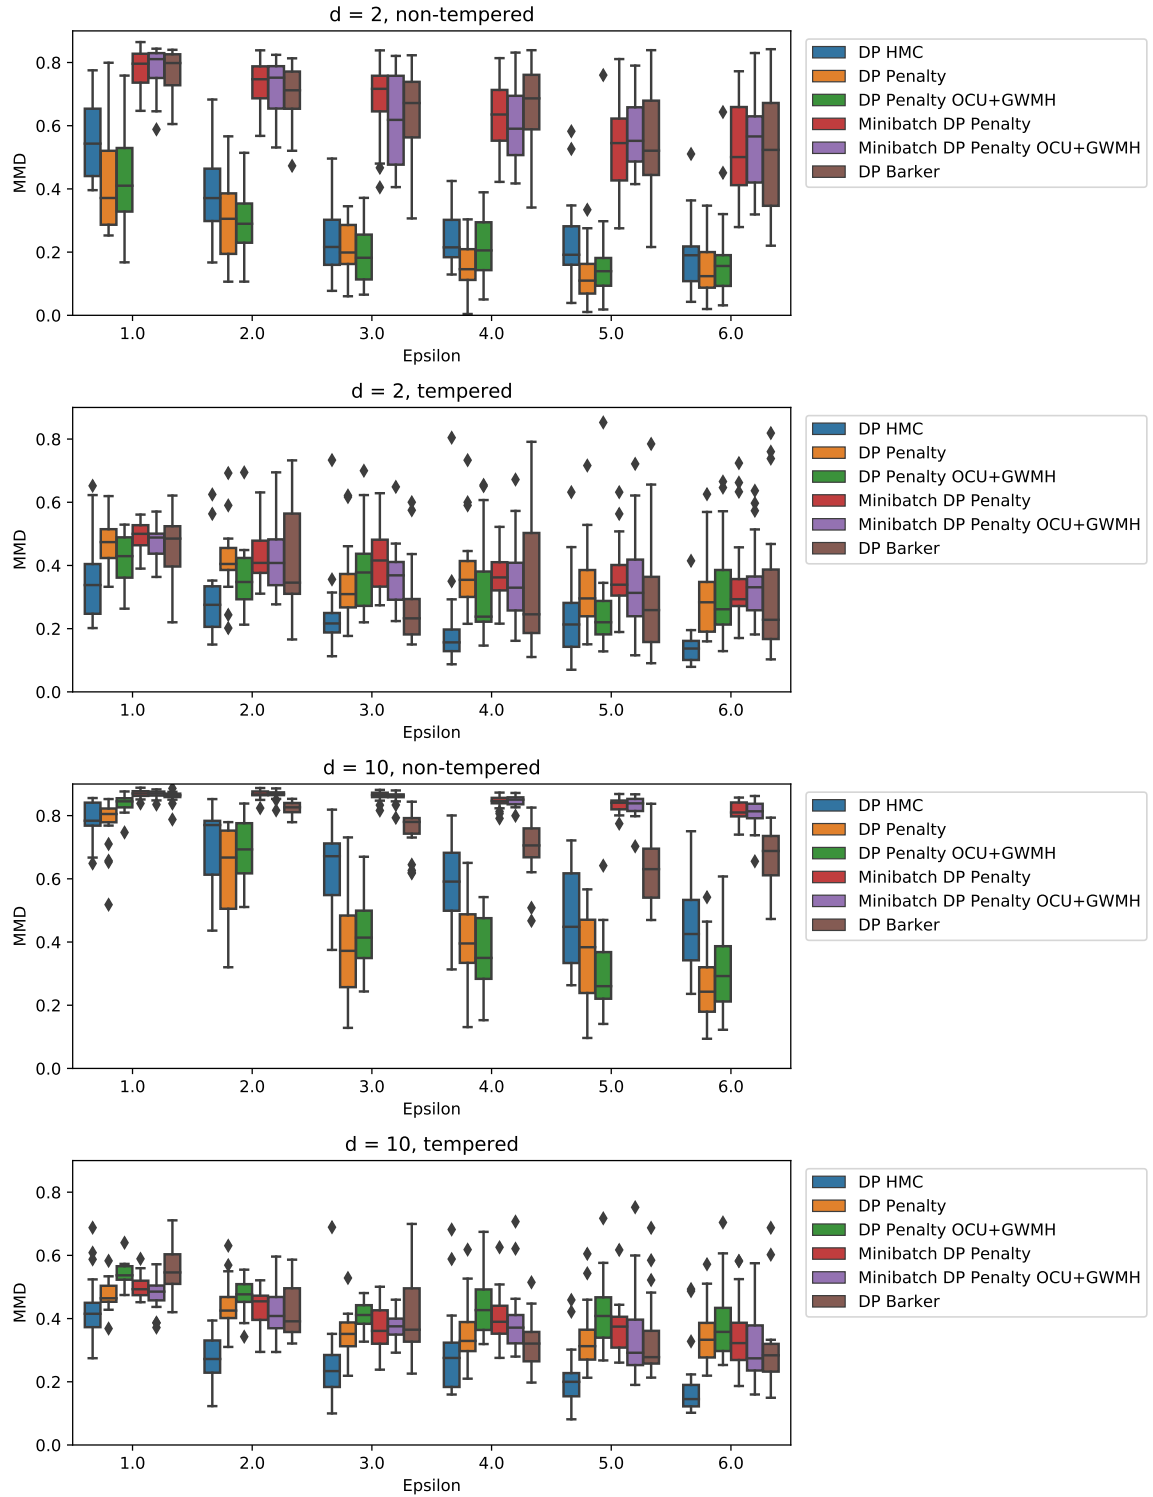 d = 2, non-tempered
MMD
0.8
0.6
0.4
0.2
0.0
1.0 2.0 3.0 4.0 5.0 6.0
Epsilon
DP HMC
DP Penalty
DP Penalty OCU+GWMH
Minibatch DP Penalty
Minibatch DP Penalty OCU+GWMH
DP Barker
d = 2, tempered
MMD
0.8
0.6
0.4
0.2
0.0
1.0 2.0 3.0 4.0 5.0 6.0
Epsilon
DP HMC
DP Penalty
DP Penalty OCU+GWMH
Minibatch DP Penalty
Minibatch DP Penalty OCU+GWMH
DP Barker
d = 10, non-tempered
MMD
0.8
0.6
0.4
0.2
0.0
1.0 2.0 3.0 4.0 5.0 6.0
Epsilon
DP HMC
DP Penalty
DP Penalty OCU+GWMH
Minibatch DP Penalty
Minibatch DP Penalty OCU+GWMH
DP Barker
d = 10, tempered
MMD
0.8
0.6
0.4
0.2
0.0
1.0 2.0 3.0 4.0 5.0 6.0
Epsilon
DP HMC
DP Penalty
DP Penalty OCU+GWMH
Minibatch DP Penalty
Minibatch DP Penalty OCU+GWMH
DP Barker